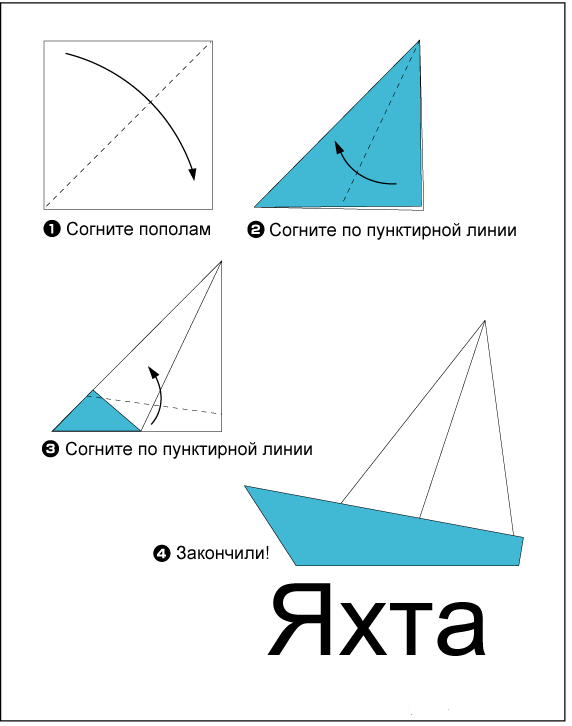 ❶ Согните пополам
❷ Согните по пунктирной линии
❸ Согните по пунктирной линии
❹ Закончили!
Яхта